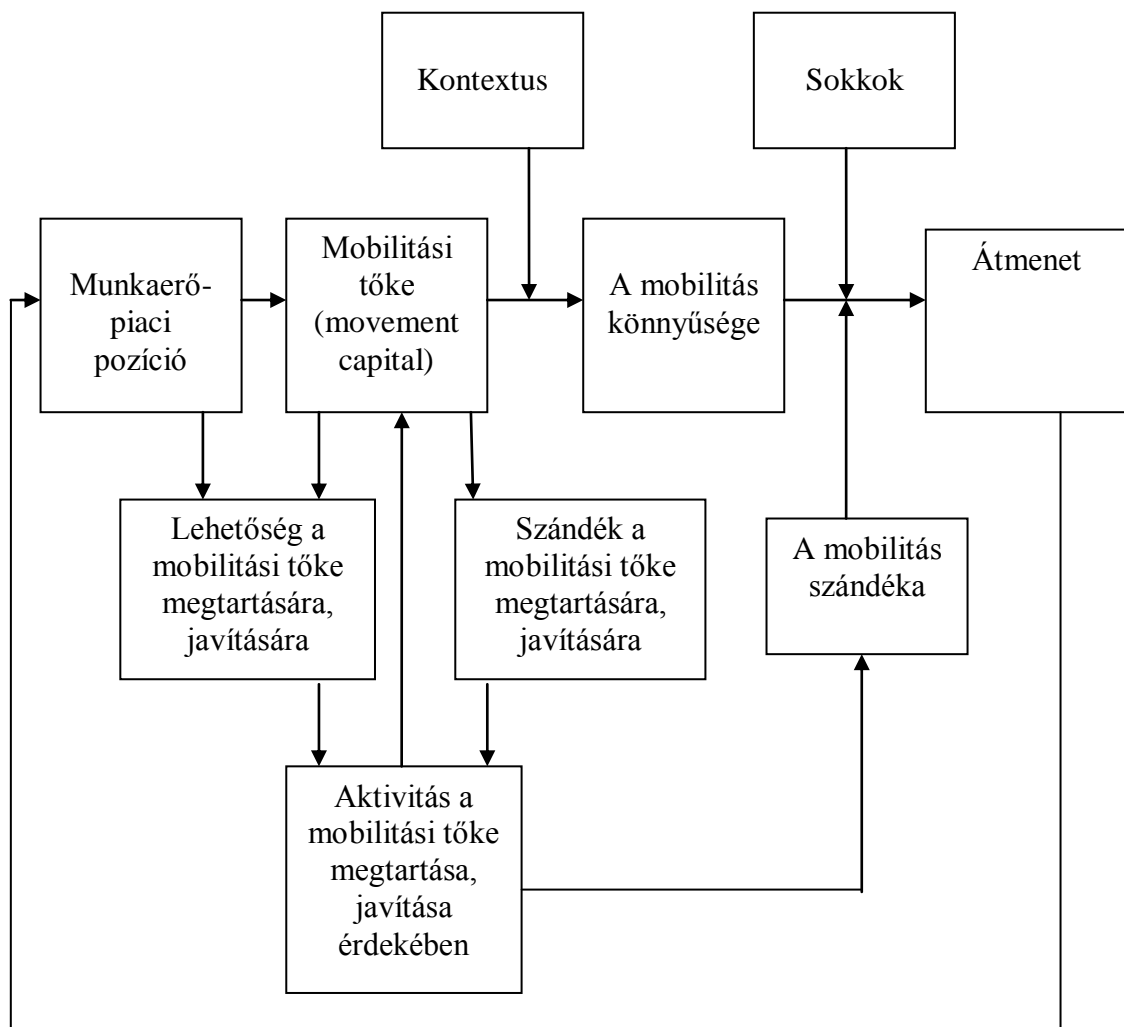 Kontextus
Sokkok
Munkaerő-
piaci
pozíció
Mobilitási
tőke
(movement
capital)
A mobilitás
könnyűsége
Átmenet
Lehetőség a
mobilitási tőke
megtartására,
javítására
Szándék a
mobilitási tőke
megtartására,
javítására
A mobilitás
szándéka
Aktivitás a
mobilitási tőke
megtartása,
javítása
érdekében